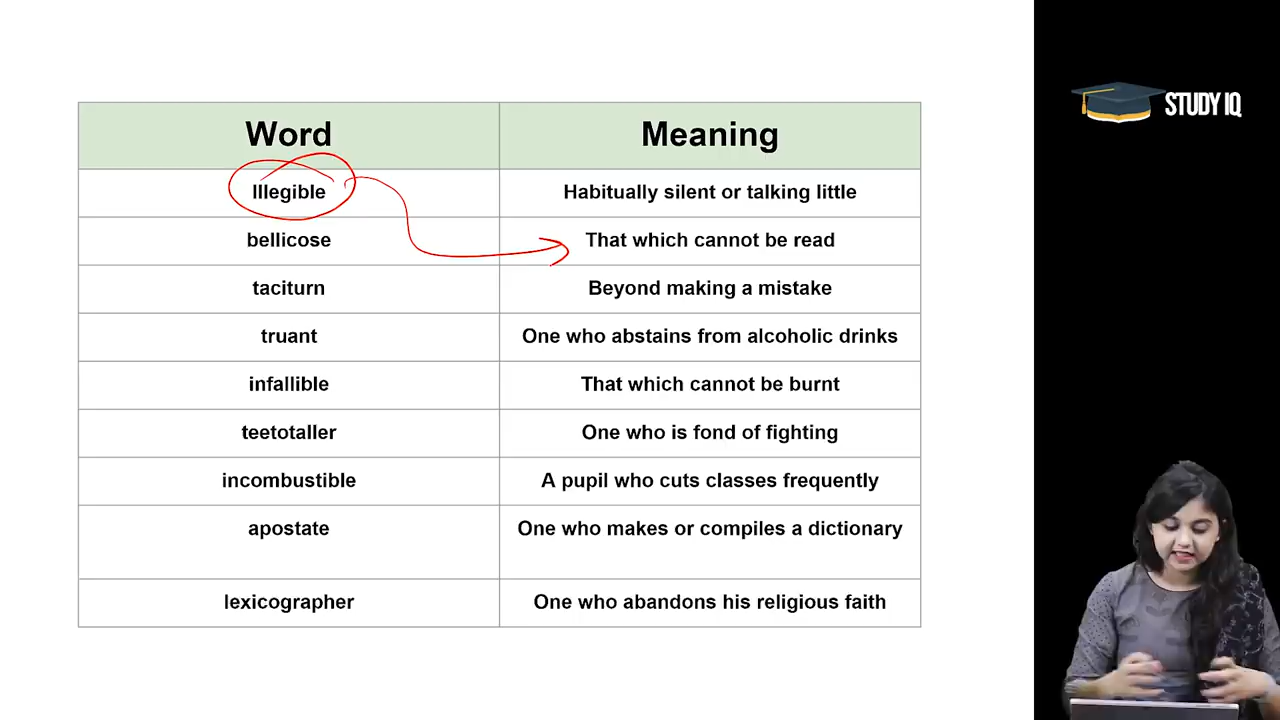 STUDY IQ
Word Meaning
Illegible Habitually silent or talking little
bellicose That which cannot be read
taciturn Beyond making a mistake
truant One who abstains from alcoholic drinks
infallible That which cannot be burnt
teetotaller One who is fond of fighting
incombustible A pupil who cuts classes frequently
apostate One who makes or compiles a dictionary
lexicographer One who abandons his religious faith